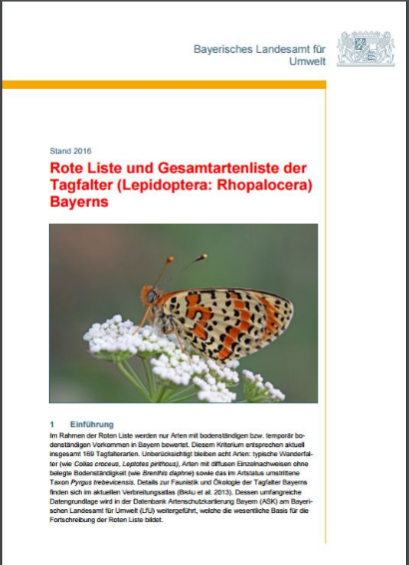 Bayerisches Landesamt für
Umwelt
Stand 2016
Rote Liste und Gesamtartenliste der
Tagfalter (Lepidoptera: Rhopalocera)
Bayerns
1 Einführung
Im Rahmen der Roten Liste werden nur Arten mit bodenständigen bzw. temporär bo-
denständigen Vorkommen in Bayern bewertet. Diesem Kriterium entsprechen aktuell
insgesamt 169 Tagfalterarten. Unberücksichtigt bleiben acht Arten: typische Wanderfal-
ter (wie Colias croceus, Leptotes pirithous), Arten mit diffusen Einzelnachweisen ohne
belegte Bodenständigkeit (wie Brenthis daphne) sowie das im Artstatus umstrittene
Taxon Pyrgus trebevicensis. Details zur Faunistik und Ökologie der Tagfalter Bayerns
finden sich im aktuellen Verbreitungsatlas (BRÄU et al. 2013). Dessen umfangreiche
Datengrundlage wird in der Datenbank Artenschutzkartierung Bayern (ASK) am Bayeri-
schen Landesamt für Umwelt (LfU) weitergeführt, welche die wesentliche Basis für die
Fortschreibung der Roten Liste bildet.